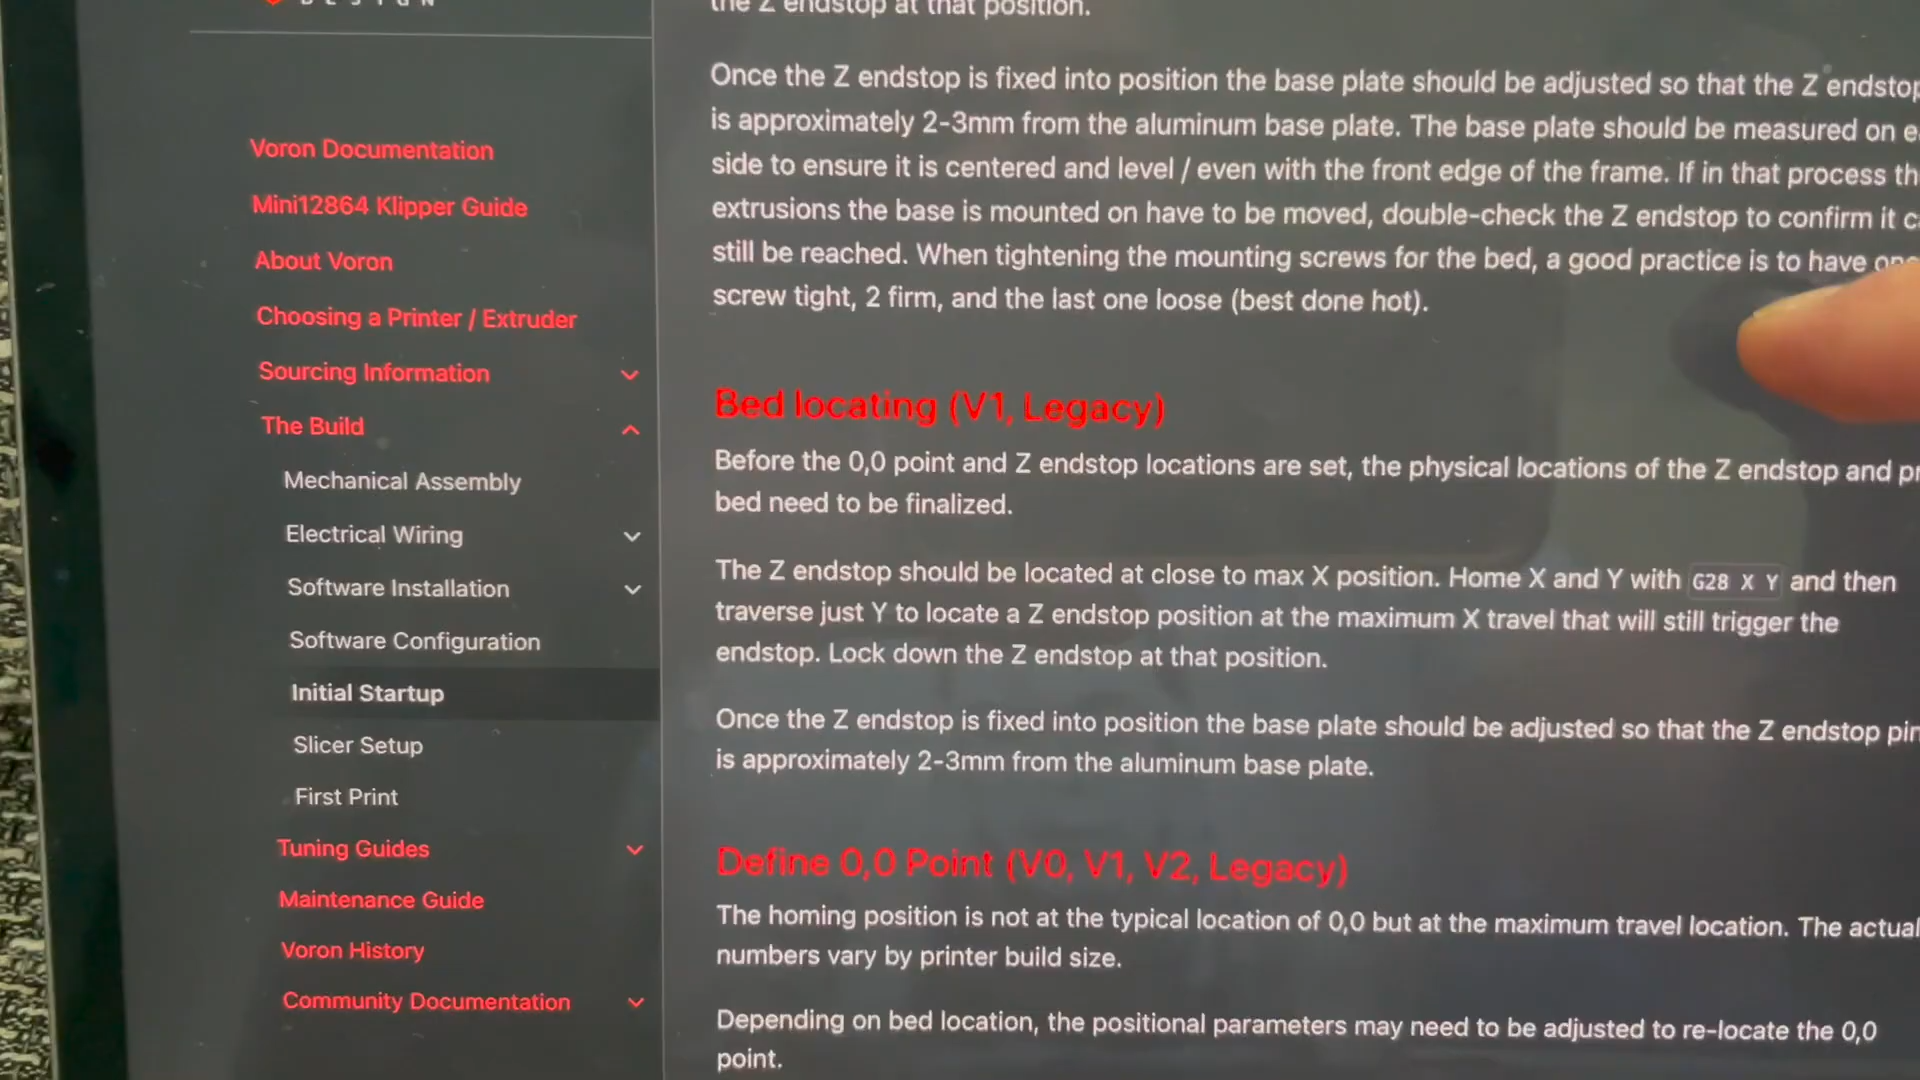 DESIGN
Voron Documentation
Mini12864 Klipper Guide
About Voron
Choosing a Printer / Extruder
Sourcing Information
The Build
Mechanical Assembly
Electrical Wiring
Software Installation
Software Configuration
Initial Startup
Slicer Setup
First Print
Tuning Guides
Maintenance Guide
Voron History
Community Documentation
the Z endstop at that position.
Once the Z endstop is fixed into position the base plate should be adjusted so that the Z endstop
is approximately 2-3mm from the aluminum base plate. The base plate should be measured on
side to ensure it is centered and level / even with the front edge of the frame. If in that process
extrusions the base is mounted on have to be moved, double-check the Z endstop to confirm it
still be reached. When tightening the mounting screws for the bed, a good practice is to have one
screw tight, 2 firm, and the last one loose (best done hot).
Bed locating (V1, Legacy)
Before the 0,0 point and Z endstop locations are set, the physical locations of the Z endstop and
bed need to be finalized.
The Z endstop should be located at close to max X position. Home X and Y with G28 X Y and then
traverse just Y to locate a Z endstop position at the maximum X travel that will still trigger the
endstop. Lock down the Z endstop at that position.
Once the Z endstop is fixed into position the base plate should be adjusted so that the Z endstop pin
is approximately 2-3mm from the aluminum base plate.
Define 0,0 Point (V0, V1, V2, Legacy)
The homing position is not at the typical location of 0,0 but at the maximum travel location. The actual
numbers vary by printer build size.
Depending on bed location, the positional parameters may need to be adjusted to re-locate the 0,0
point.